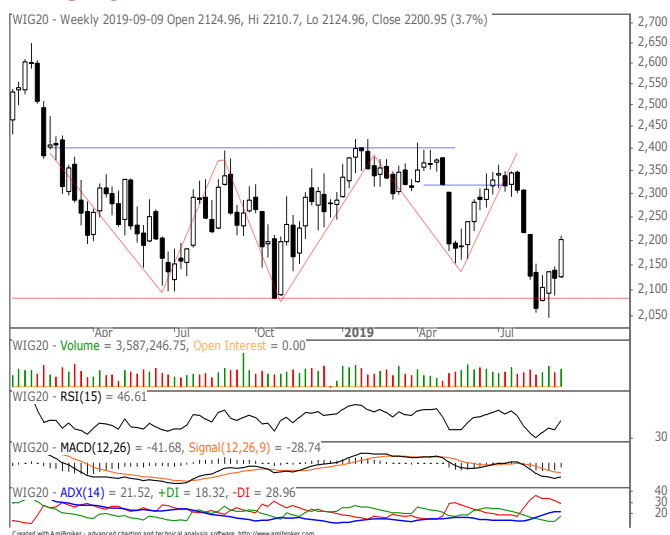 WIG20 - Weekly 2019-09-09 Open 2124.96, Hi 2210.7, Lo 2124.96, Close 2200.95 (3.7%)
2,700
2,650
2,600
2,550
2,500
2,450
2,400
2,350
2,300
2,250
2,200
2,150
2,100
2,050
Apr Jul Oct 2019 Apr Jul
WIG20 - Volume = 3,587,246.75, Open Interest = 0.00
WIG20 - RSI(15) = 46.61
30
WIG20 - MACD(12,26) = -41.68, Signal(12,26,9) = -28.74
WIG20 - ADX(14) = 21.52, +DI = 18.32, -DI = 28.96
40
30
20
Created with AmiBroker - advanced charting and technical analysis software. http://www.amibroker.com